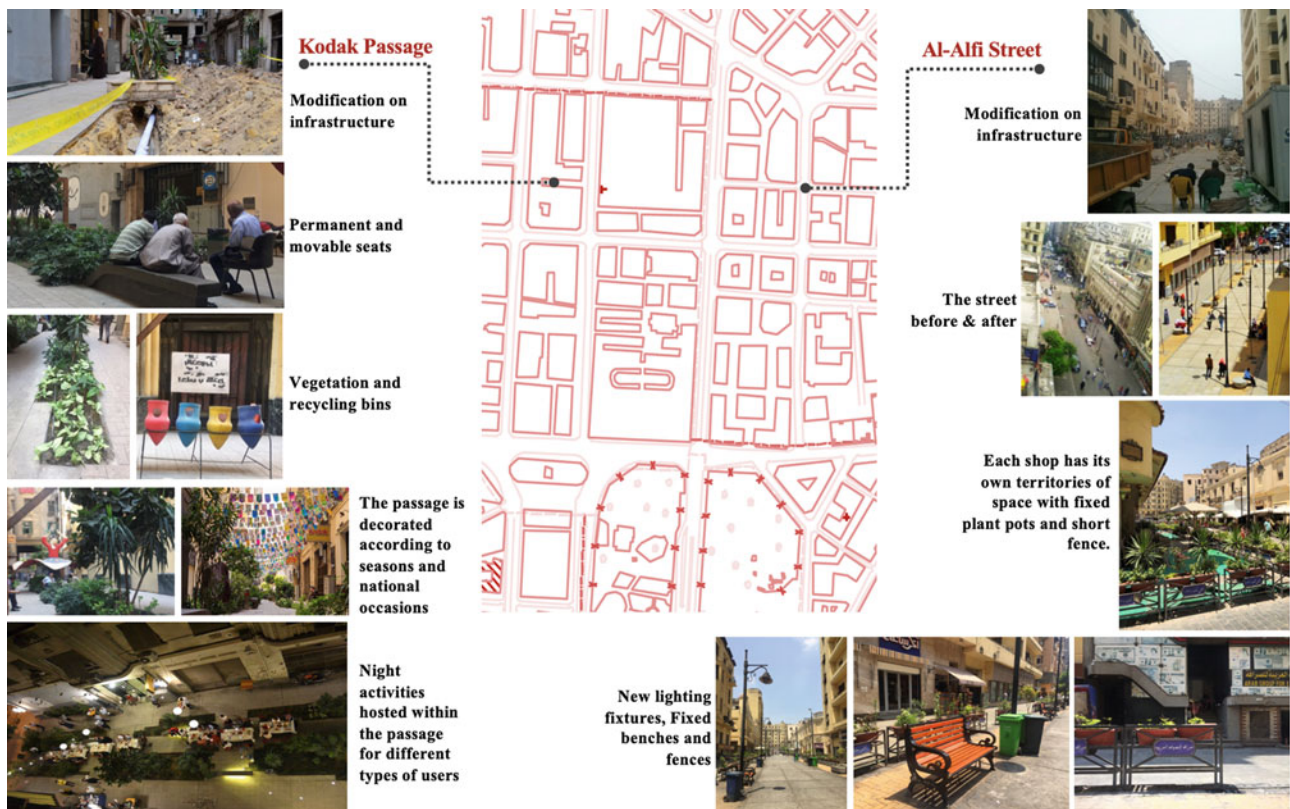 Kodak Passage
Modification on
infrastructure
Permanent and
movable seats
Vegetation and
recycling bins
The passage is
decorated
according to
seasons and
national
occasions
Night
activities
hosted within
the passage
for different
types of users
Al-Alfi Street
Modification on
infrastructure
The street
before & after
Each shop has its
own territories of
space with fixed
plant pots and short
fence.
New lighting
fixtures, Fixed
benches and
fences